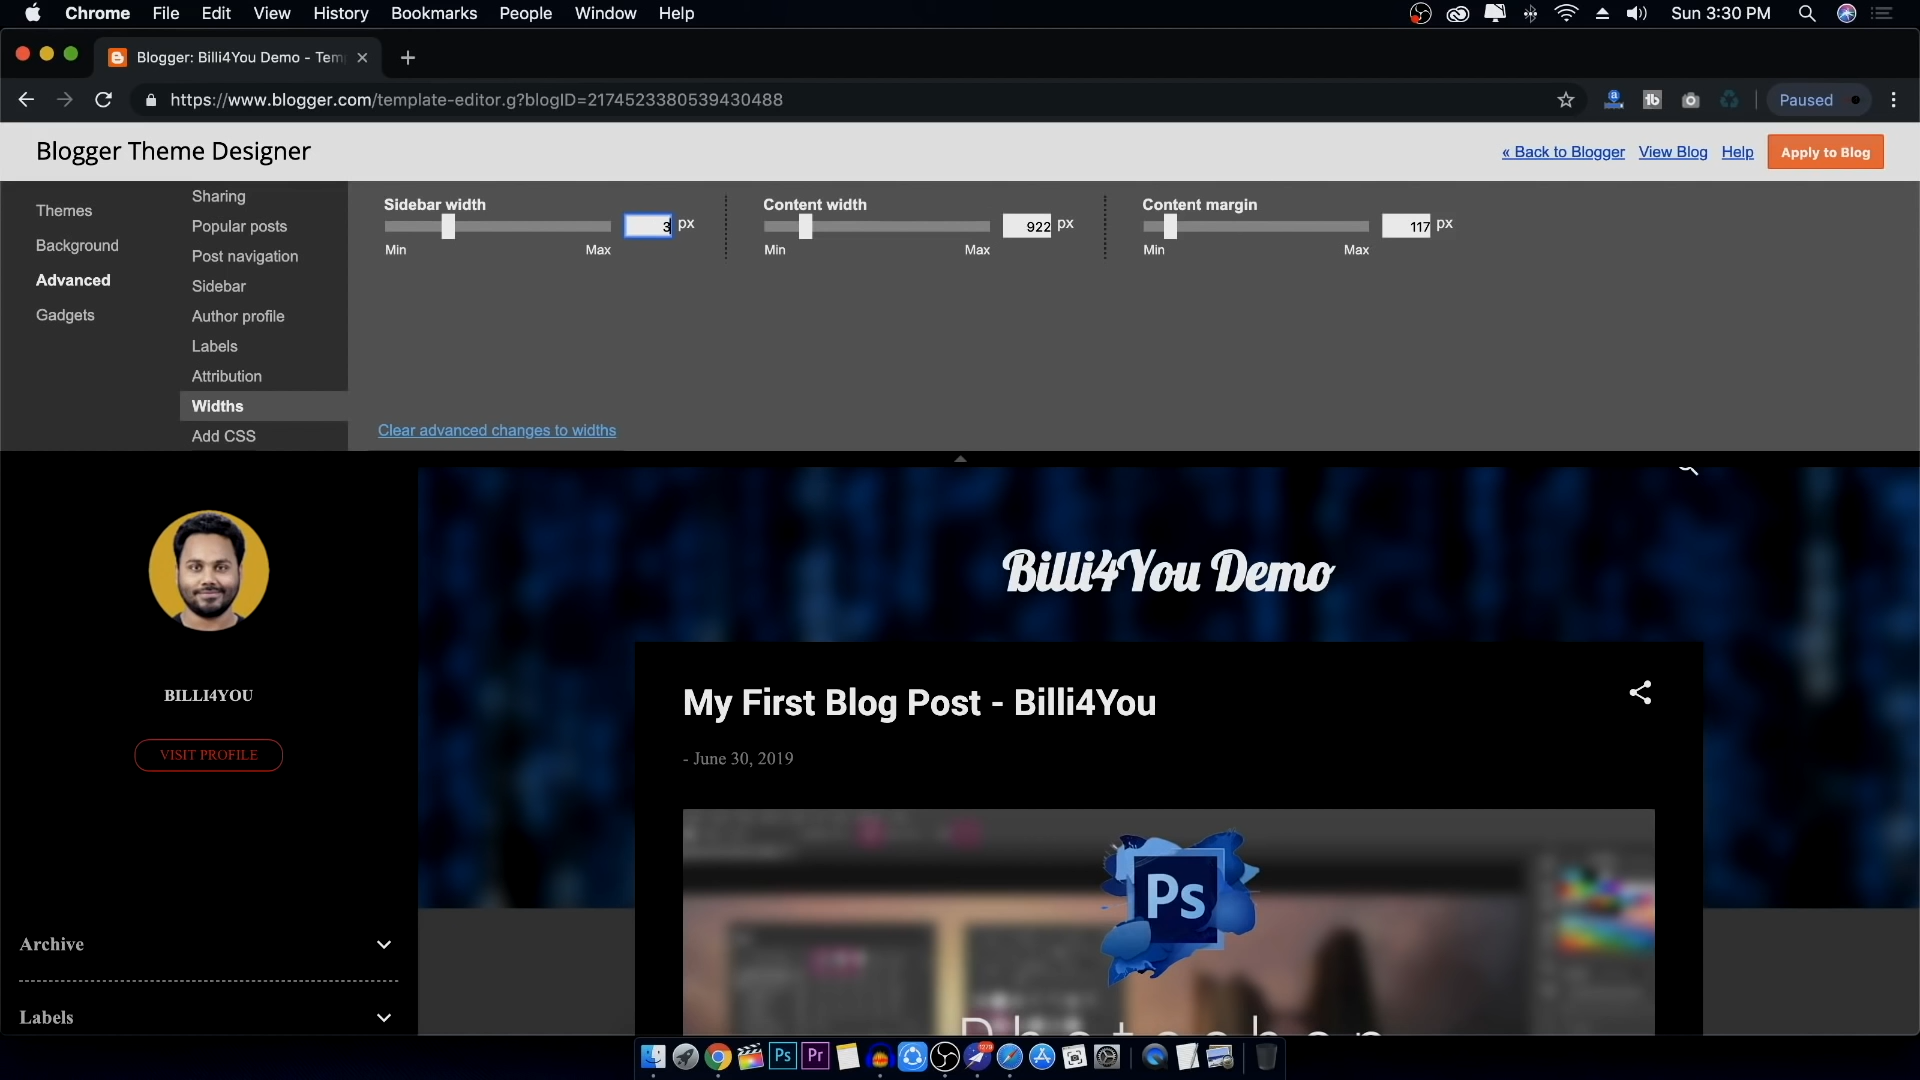 Chrome File Edit View History Bookmarks People Window Help Sun 3:30 PM
Blogger: Billi4You Demo - Tem
https://www.blogger.com/template-editor.g?blogID=2174523380539430488 Paused
Blogger Theme Designer « Back to Blogger View Blog Help Apply to Blog
Themes
Background
Advanced
Gadgets
Sharing
Popular posts
Post navigation
Sidebar
Author profile
Labels
Attribution
Widths
Add CSS
Sidebar width
3 px
Min Max
Content width
922 px
Min Max
Content margin
117 px
Min Max
Clear advanced changes to widths
BILLI4YOU
VISIT PROFILE
Archive
Labels
Billi4You Demo
My First Blog Post - Billi4You
- June 30, 2019
Ps
Photoshop
Ps Pr